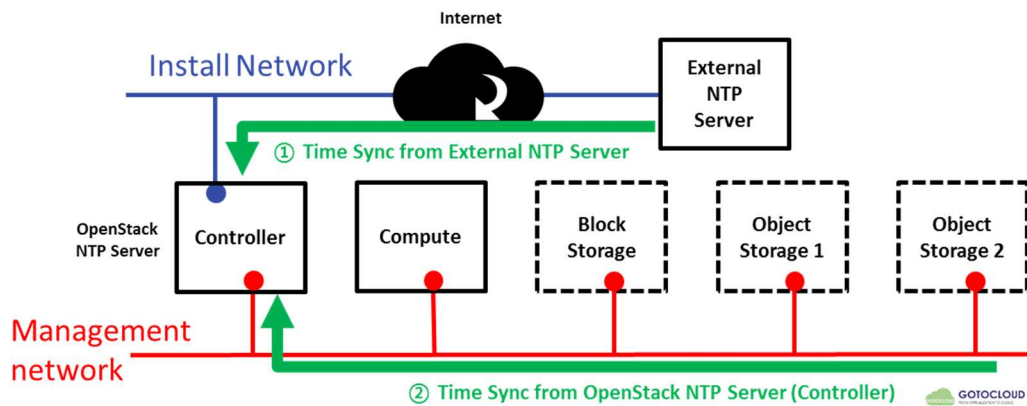 Internet
Install Network
External
NTP
Server
① Time Sync from External NTP Server
OpenStack
NTP Server
Controller
Compute
Block
Storage
Object
Storage 1
Object
Storage 2
Management
network
② Time Sync from OpenStack NTP Server (Controller)
GOTOCLOUD
GOTOCLOUD